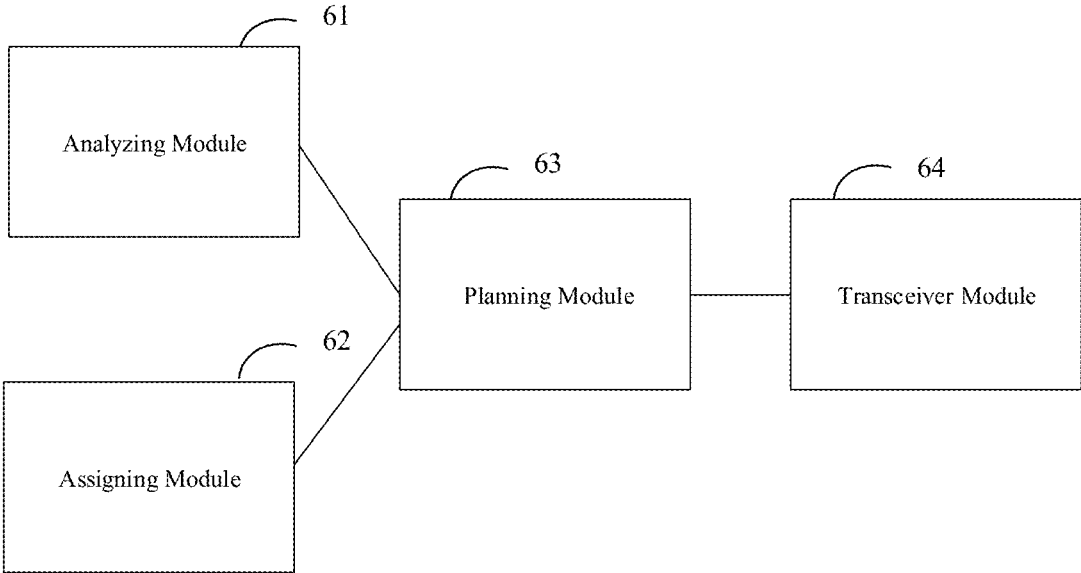 61
Analyzing Module
63
64
Planning Module
Transceiver Module
62
Assigning Module